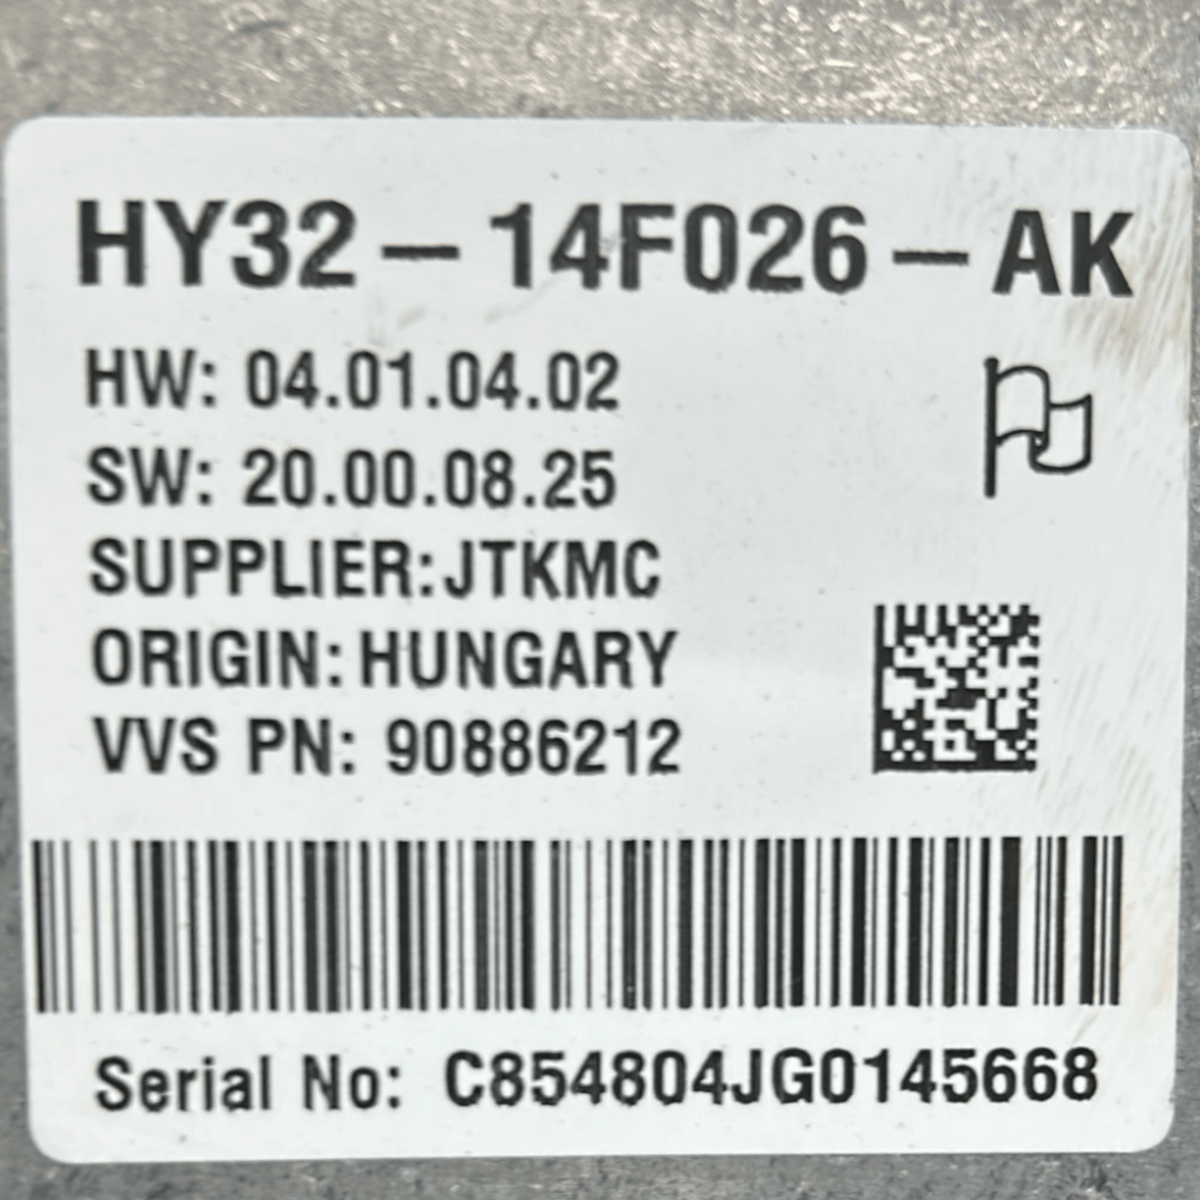 HY32-14F026-AK
HW: 04.01.04.02
SW: 20.00.08.25
SUPPLIER:JTKMC
ORIGIN:HUNGARY
VVS PN: 90886212
Serial No: C854804JG0145668